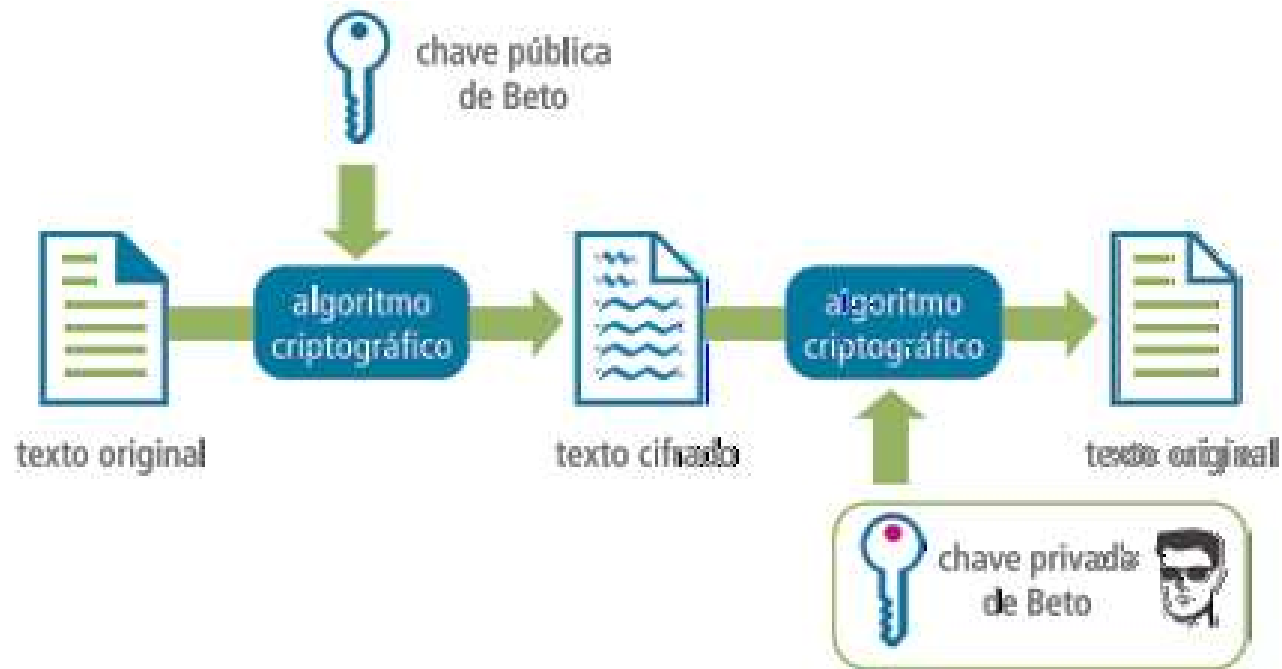 chave pública
de Beto
algoritmo
criptográfico
algoritmo
criptográfico
texto original
texto cifrado
texto original
chave privada
de Beto